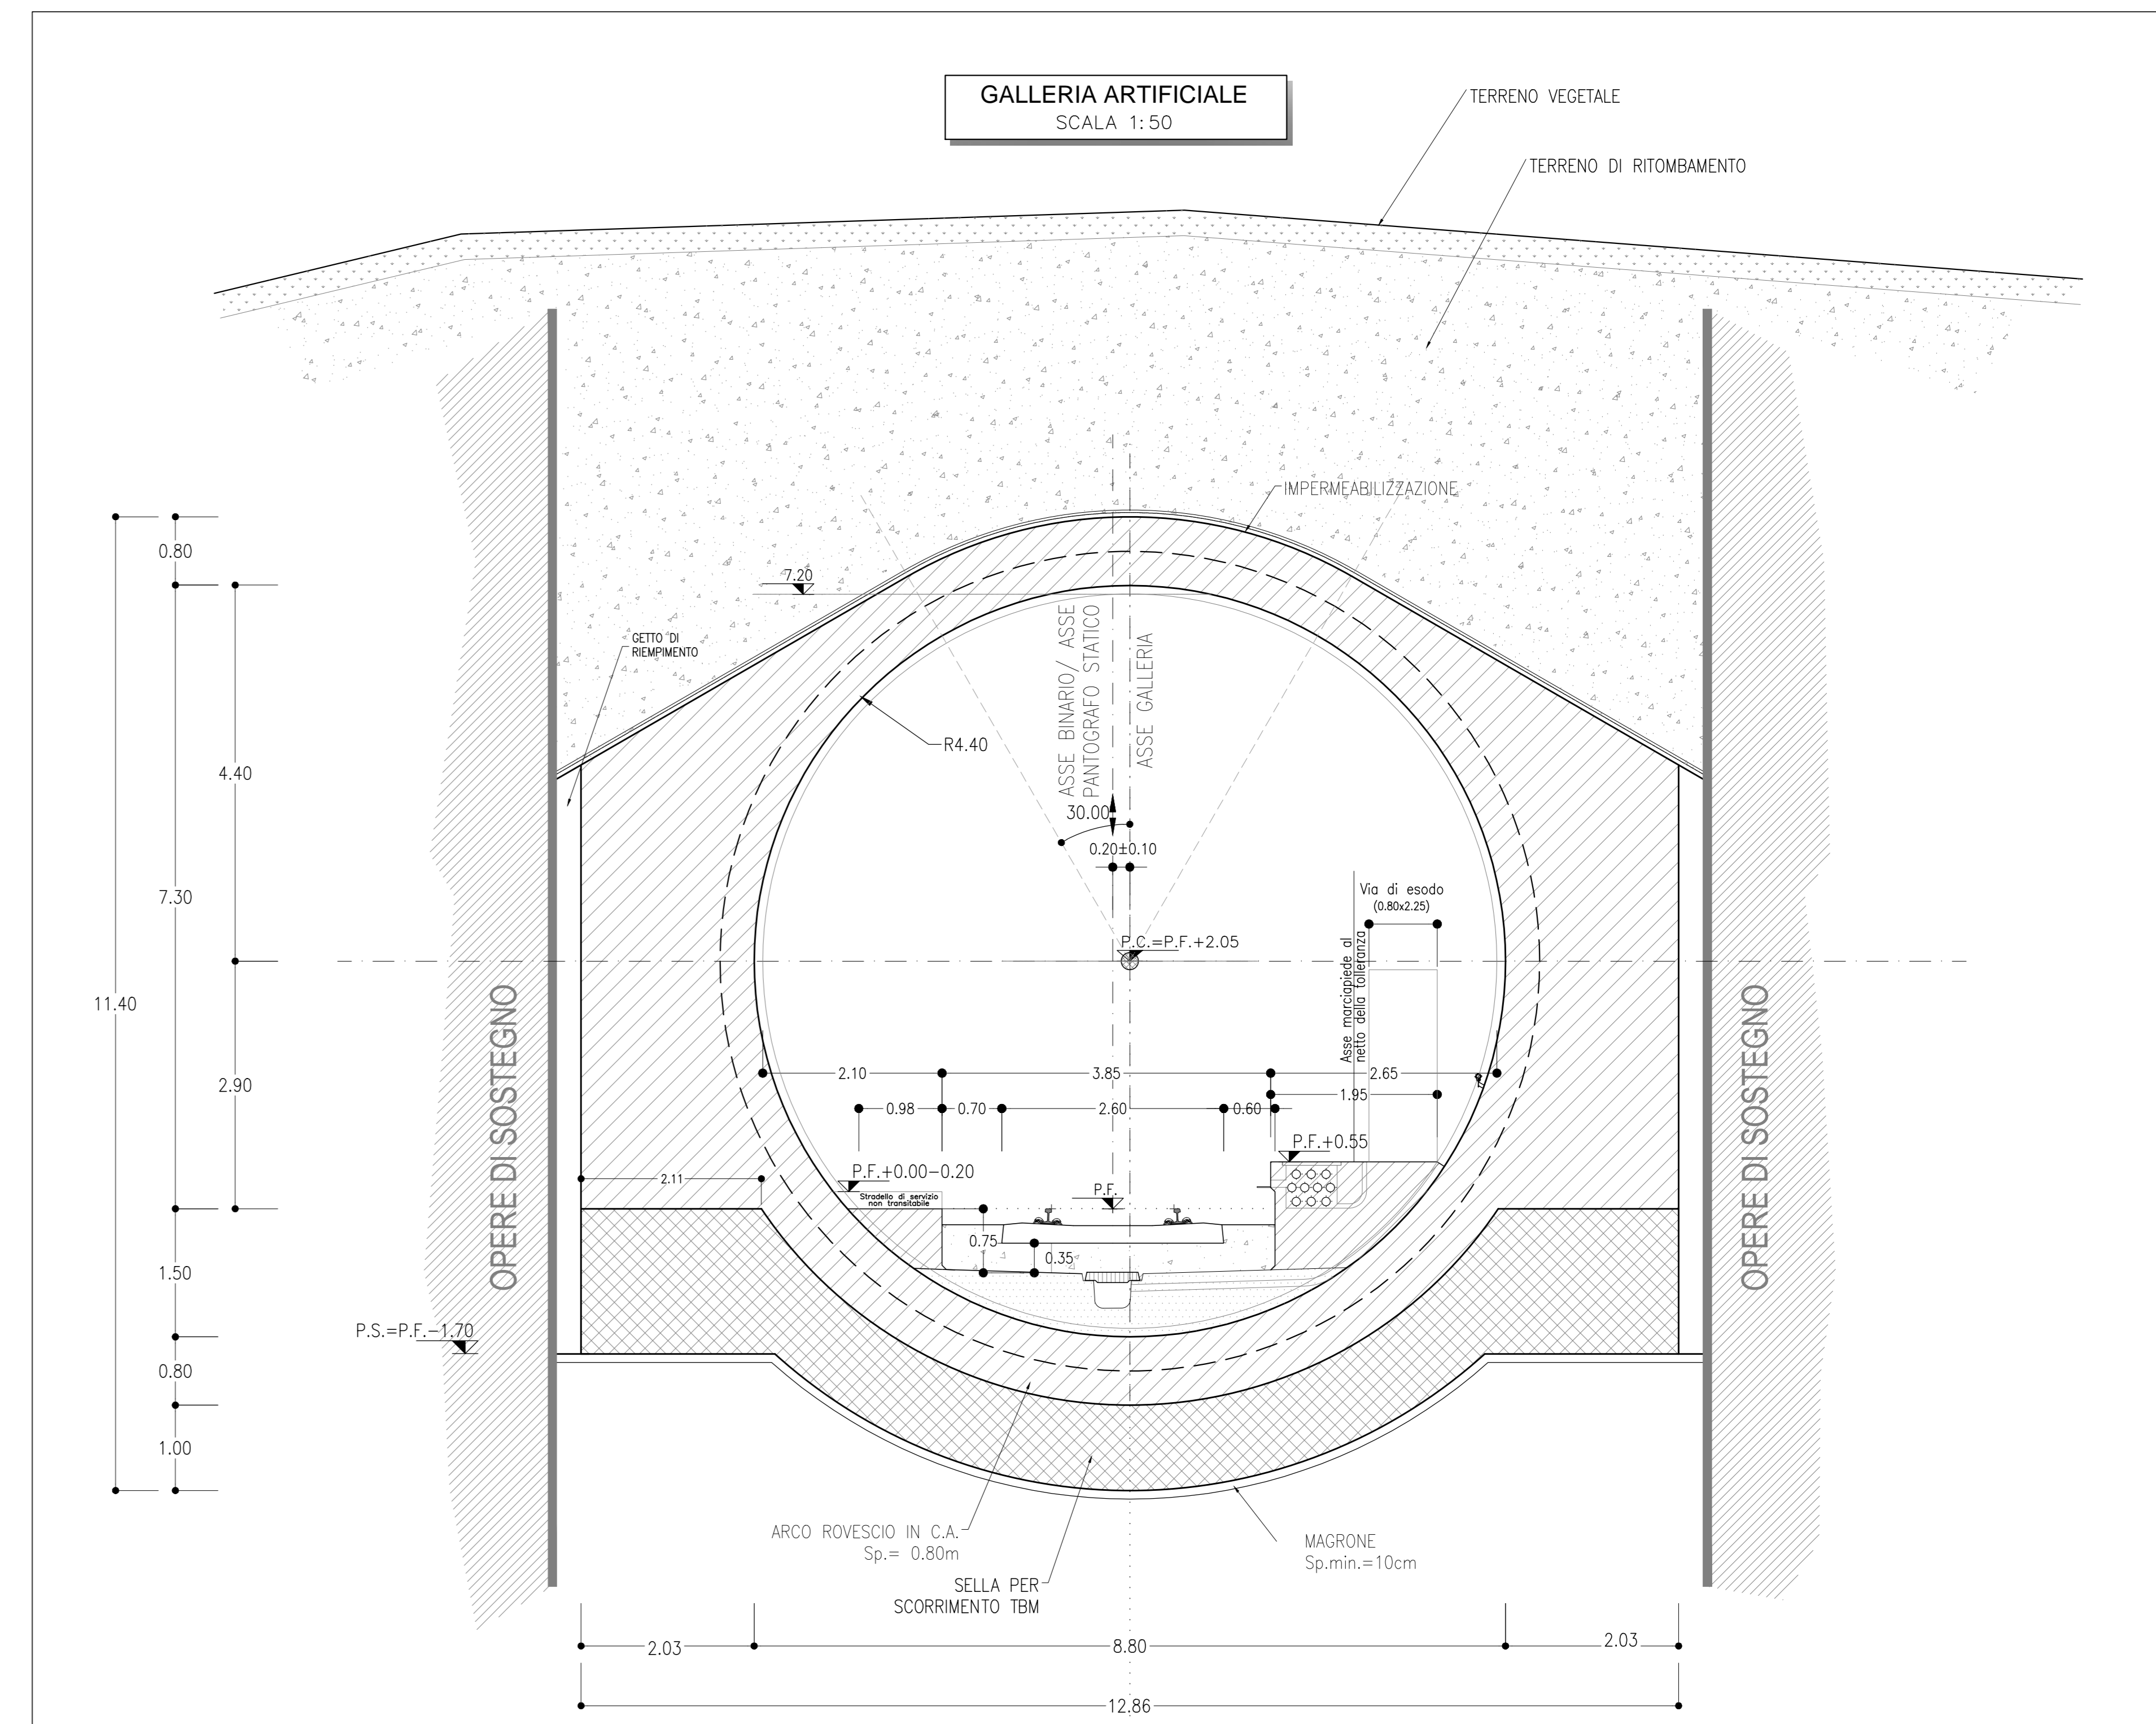 GALLERIA ARTIFICIALE
SCALA 1:50
TERRENO VEGETALE
TERRENO DI RITOMBAMENTO
IMPERMEABILIZZAZIONE
0.80
7.20
GETTO DI
RIEMPIMENTO
ASSE BINARIO/ ASSE
PANTOGRAFO STATICO
ASSE GALLERIA
R4.40
4.40
30.00
0.20±0.10
7.30
Via di esodo
(0.80x2.25)
P.C.=P.F.+2.05
Asse marciapiede al
netto della tolleranza
11.40
OPERE DI SOSTEGNO
OPERE DI SOSTEGNO
2.90
2.10
3.85
2.65
1.95
0.98
0.70
2.60
0.60
P.F.+0.55
P.F.+0.00-0.20
2.11
Stradello di servizio
non transitabile
P.F.
0.75
0.35
1.50
P.S.=P.F.-1.70
0.80
1.00
ARCO ROVESCIO IN C.A.
Sp.= 0.80m
MAGRONE
Sp.min.=10cm
SELLA PER
SCORRIMENTO TBM
2.03
8.80
2.03
12.86